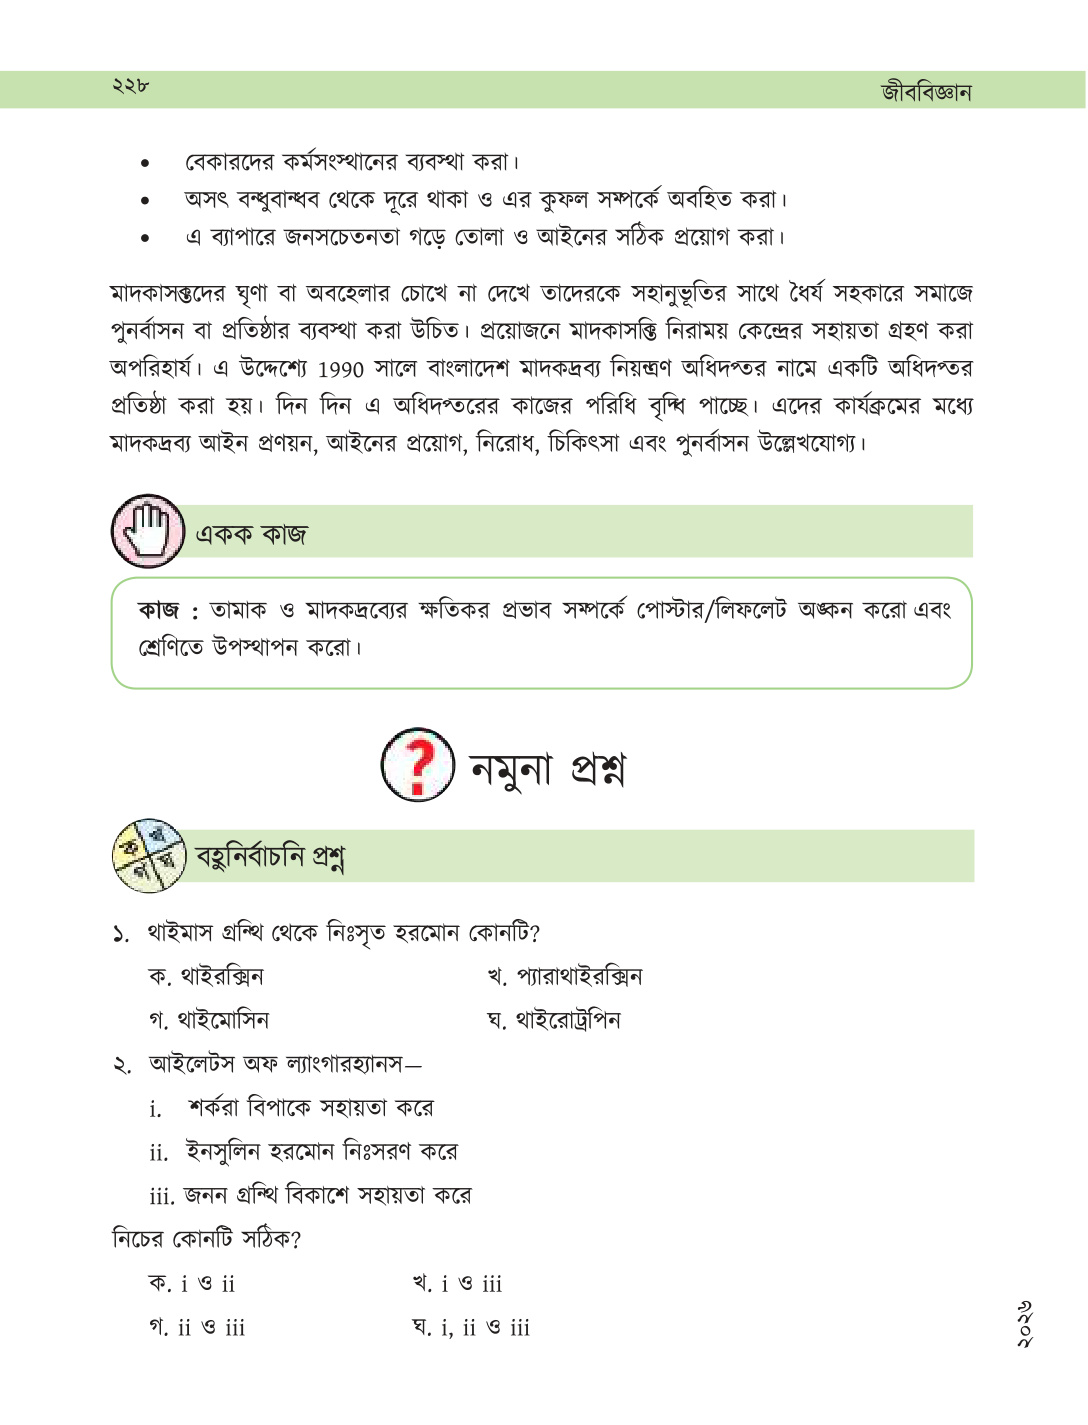 ২২৮
জীববিজ্ঞান
• বেকারদের কর্মসংস্থানের ব্যবস্থা করা।
• অসৎ বন্ধুবান্ধব থেকে দূরে থাকা ও এর কুফল সম্পর্কে অবহিত করা।
• এ ব্যাপারে জনসচেতনতা গড়ে তোলা ও আইনের সঠিক প্রয়োগ করা।
মাদকাসক্তদের ঘৃণা বা অবহেলার চোখে না দেখে তাদেরকে সহানুভূতির সাথে ধৈর্য সহকারে সমাজে
পুনর্বাসন বা প্রতিষ্ঠার ব্যবস্থা করা উচিত। প্রয়োজনে মাদকাসক্তি নিরাময় কেন্দ্রের সহায়তা গ্রহণ করা
অপরিহার্য। এ উদ্দেশ্যে 1990 সালে বাংলাদেশ মাদকদ্রব্য নিয়ন্ত্রণ অধিদপ্তর নামে একটি অধিদপ্তর
প্রতিষ্ঠা করা হয়। দিন দিন এ অধিদপ্তরের কাজের পরিধি বৃদ্ধি পাচ্ছে। এদের কার্যক্রমের মধ্যে
মাদকদ্রব্য আইন প্রণয়ন, আইনের প্রয়োগ, নিরোধ, চিকিৎসা এবং পুনর্বাসন উল্লেখযোগ্য।
একক কাজ
কাজ : তামাক ও মাদকদ্রব্যের ক্ষতিকর প্রভাব সম্পর্কে পোস্টার/লিফলেট অঙ্কন করো এবং
শ্রেণিতে উপস্থাপন করো।
? নমুনা প্রশ্ন
ক খ গ ঘ
বহুনির্বাচনি প্রশ্ন
১. থাইমাস গ্রন্থি থেকে নিঃসৃত হরমোন কোনটি?
ক. থাইরক্সিন খ. প্যারাথাইরক্সিন
গ. থাইমোসিন ঘ. থাইরোট্রপিন
২. আইলেটস অফ ল্যাংগারহ্যানস—
i. শর্করা বিপাকে সহায়তা করে
ii. ইনসুলিন হরমোন নিঃসরণ করে
iii. জনন গ্রন্থি বিকাশে সহায়তা করে
নিচের কোনটি সঠিক?
ক. i ও ii খ. i ও iii
গ. ii ও iii ঘ. i, ii ও iii
২০২৬